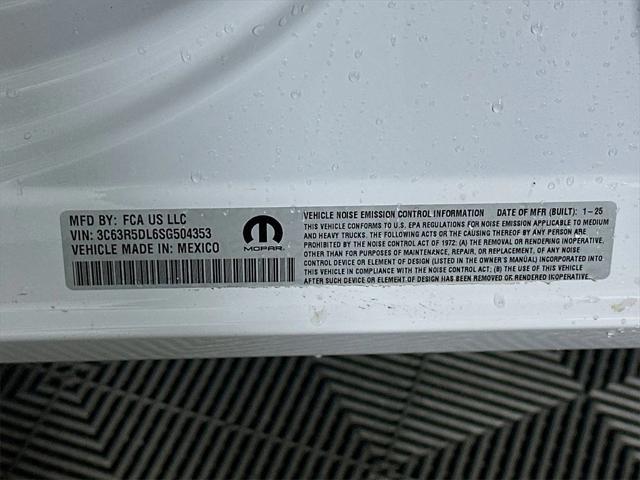 MFD BY: FCA US LLC
VIN: 3C63R5DL6SG504353
VEHICLE MADE IN: MEXICO
MOPAR
VEHICLE NOISE EMISSION CONTROL INFORMATION DATE OF MFR (BUILT): 1-25
THIS VEHICLE CONFORMS TO U.S. EPA REGULATIONS FOR NOISE EMISSION APPLICABLE TO MEDIUM
AND HEAVY TRUCKS. THE FOLLOWING ACTS OR THE CAUSING THEREOF BY ANY PERSON ARE
PROHIBITED BY THE NOISE CONTROL ACT OF 1972: (A) THE REMOVAL OR RENDERING INOPERATIVE,
OTHER THAN FOR PURPOSES OF MAINTENANCE, REPAIR, OR REPLACEMENT, OF ANY NOISE
CONTROL DEVICE OR ELEMENT OF DESIGN (LISTED IN THE OWNER'S MANUAL) INCORPORATED INTO
THIS VEHICLE IN COMPLIANCE WITH THE NOISE CONTROL ACT; (B) THE USE OF THIS VEHICLE
AFTER SUCH DEVICE OR ELEMENT OF DESIGN HAS BEEN REMOVED OR RENDERED INOPERATIVE.